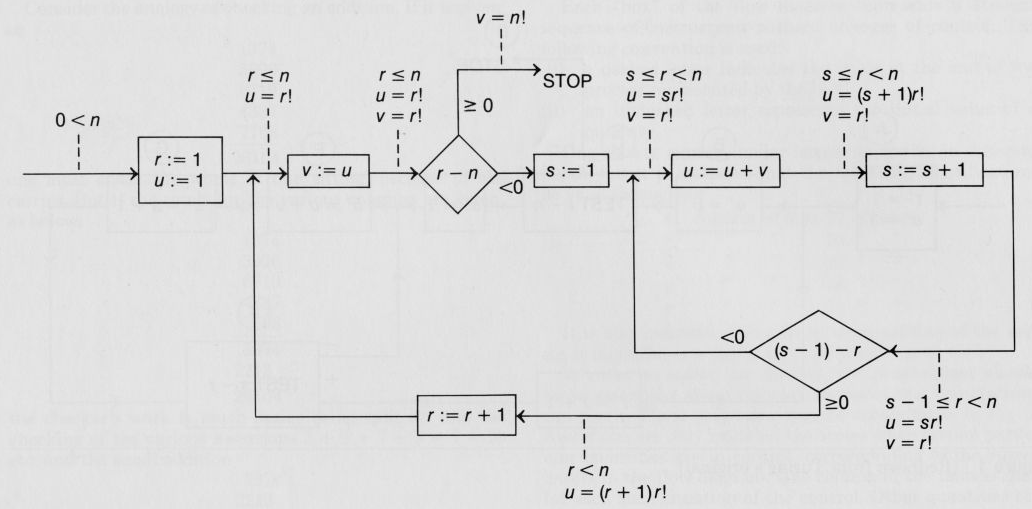 v = n!
STOP
≥ 0
0 < n
r ≤ n
u = r!
r ≤ n
u = r!
v = r!
s ≤ r < n
u = sr!
v = r!
s ≤ r < n
u = (s + 1)r!
v = r!
r := 1
u := 1
v := u
r − n
<0
s := 1
u := u + v
s := s + 1
<0
(s − 1) − r
≥0
r := r + 1
s − 1 ≤ r < n
u = sr!
v = r!
r < n
u = (r + 1)r!